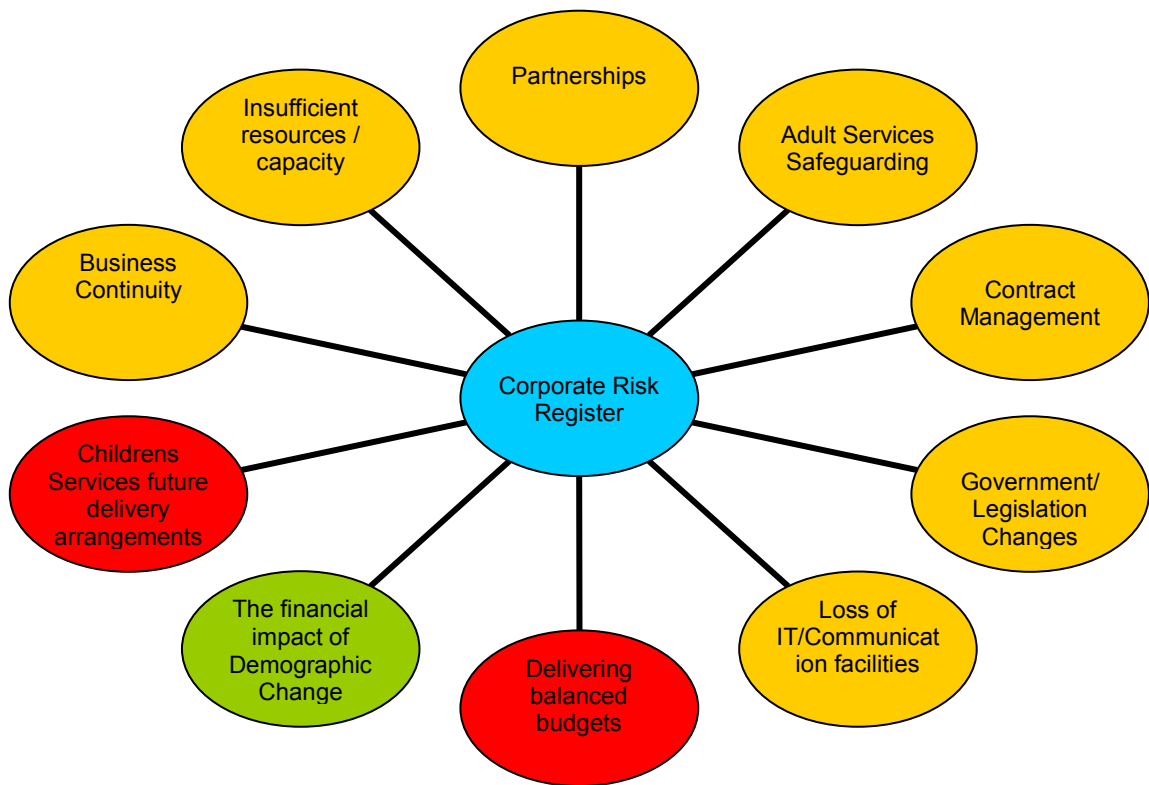 Partnerships
Insufficient
resources /
capacity
Adult Services
Safeguarding
Business
Continuity
Contract
Management
Corporate Risk
Register
Childrens
Services future
delivery
arrangements
Government/
Legislation
Changes
The financial
impact of
Demographic
Change
Loss of
IT/Communicat
ion facilities
Delivering
balanced
budgets